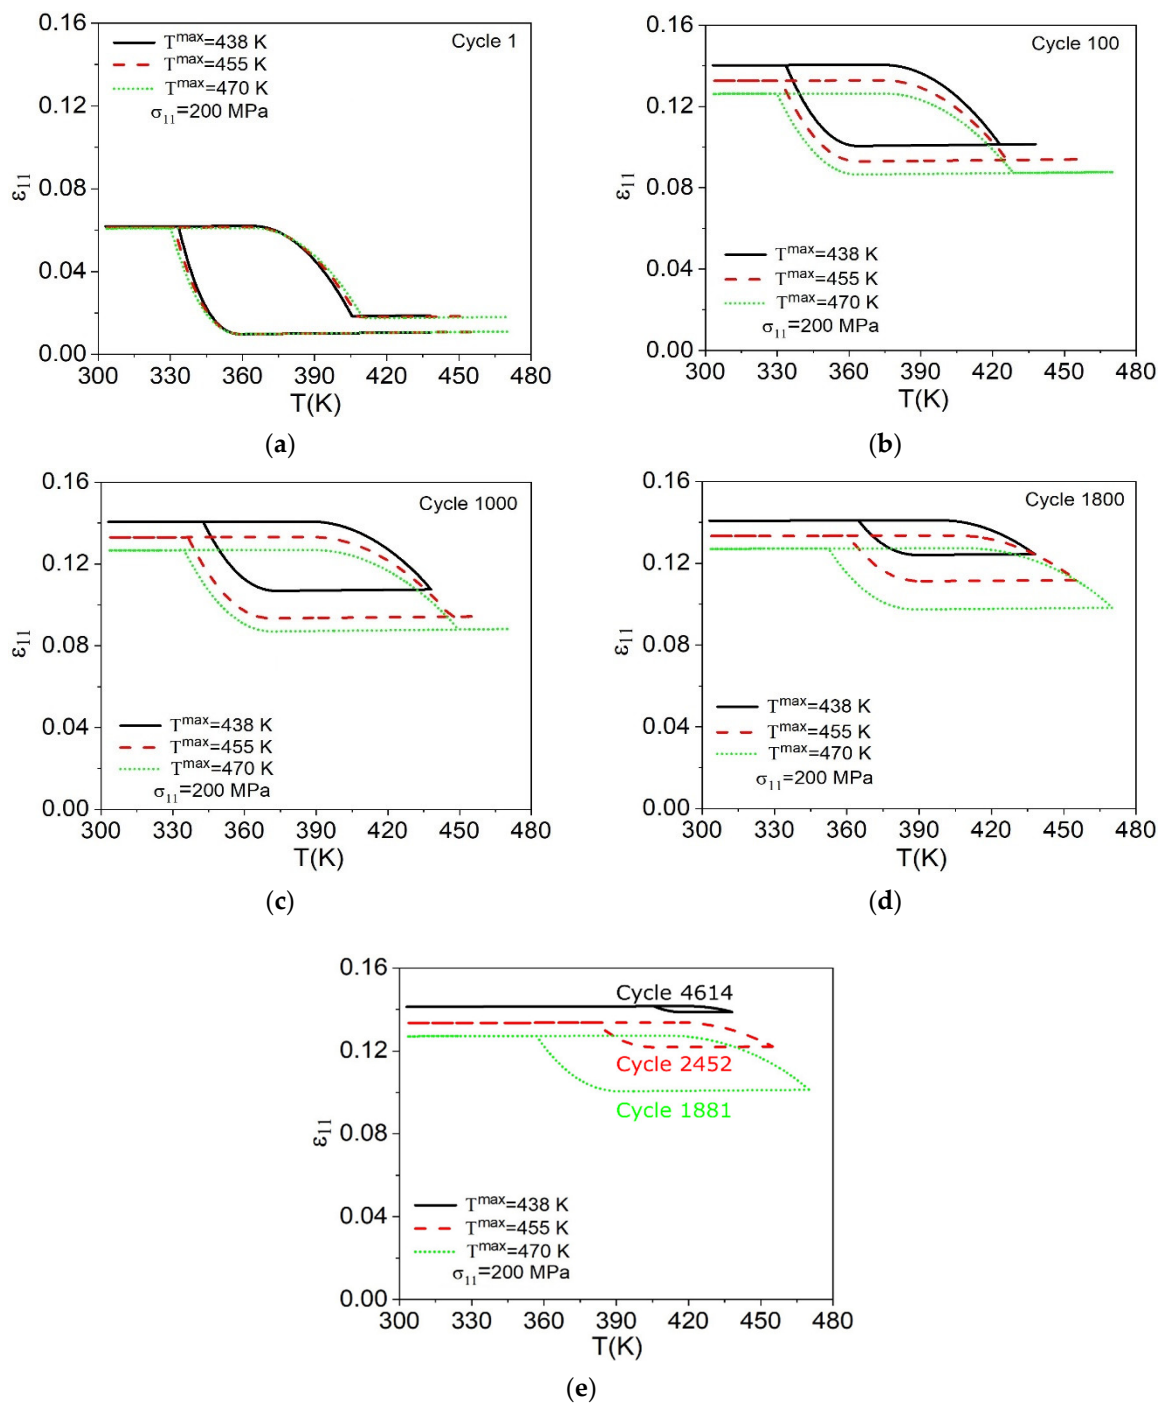 0.16
0.12
0.08
0.04
0.00
300 330 360 390 420 450 480
ε₁₁
T(K)
Tᵐᵃˣ=438 K
Tᵐᵃˣ=455 K
Tᵐᵃˣ=470 K
σ₁₁=200 MPa
Cycle 1
(a)
0.16
0.12
0.08
0.04
0.00
300 330 360 390 420 450 480
ε₁₁
T(K)
Cycle 100
Tᵐᵃˣ=438 K
Tᵐᵃˣ=455 K
Tᵐᵃˣ=470 K
σ₁₁=200 MPa
(b)
0.16
0.12
0.08
0.04
0.00
300 330 360 390 420 450 480
ε₁₁
T(K)
Cycle 1000
Tᵐᵃˣ=438 K
Tᵐᵃˣ=455 K
Tᵐᵃˣ=470 K
σ₁₁=200 MPa
(c)
0.16
0.12
0.08
0.04
0.00
300 330 360 390 420 450 480
ε₁₁
T(K)
Cycle 1800
Tᵐᵃˣ=438 K
Tᵐᵃˣ=455 K
Tᵐᵃˣ=470 K
σ₁₁=200 MPa
(d)
0.16
0.12
0.08
0.04
0.00
300 330 360 390 420 450 480
ε₁₁
T(K)
Cycle 4614
Cycle 2452
Cycle 1881
Tᵐᵃˣ=438 K
Tᵐᵃˣ=455 K
Tᵐᵃˣ=470 K
σ₁₁=200 MPa
(e)